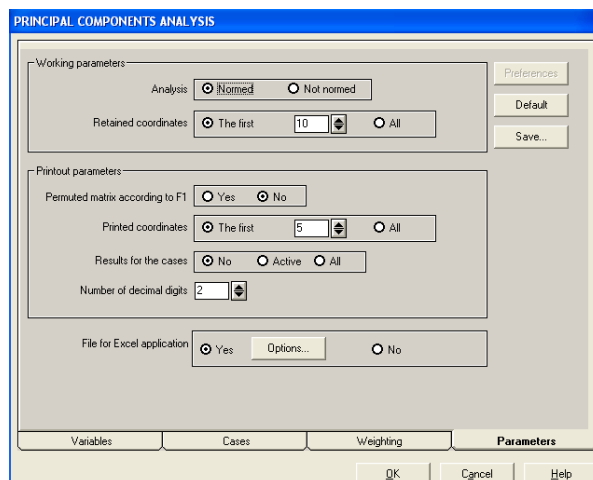 PRINCIPAL COMPONENTS ANALYSIS
Working parameters
Preferences
Analysis Normed Not normed
Default
Retained coordinates The first 10 All
Save...
Printout parameters
Permuted matrix according to F1 Yes No
Printed coordinates The first 5 All
Results for the cases No Active All
Number of decimal digits 2
File for Excel application Yes Options... No
Variables Cases Weighting Parameters
OK Cancel Help